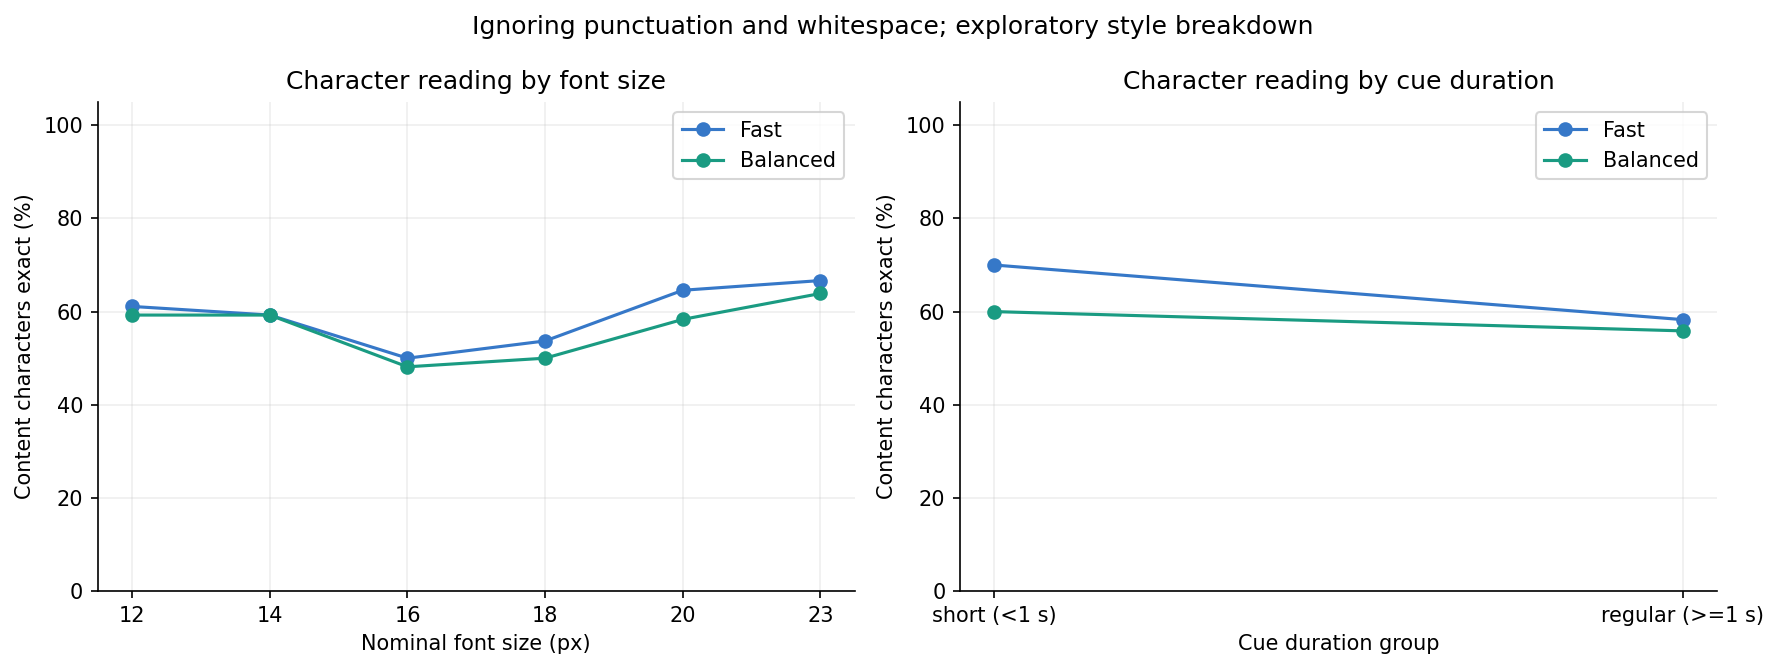 Ignoring punctuation and whitespace; exploratory style breakdown
Character reading by font size
Content characters exact (%)
100
80
60
40
20
0
Fast
Balanced
12 14 16 18 20 23
Nominal font size (px)
Character reading by cue duration
Content characters exact (%)
100
80
60
40
20
0
Fast
Balanced
short (<1 s) regular (>=1 s)
Cue duration group